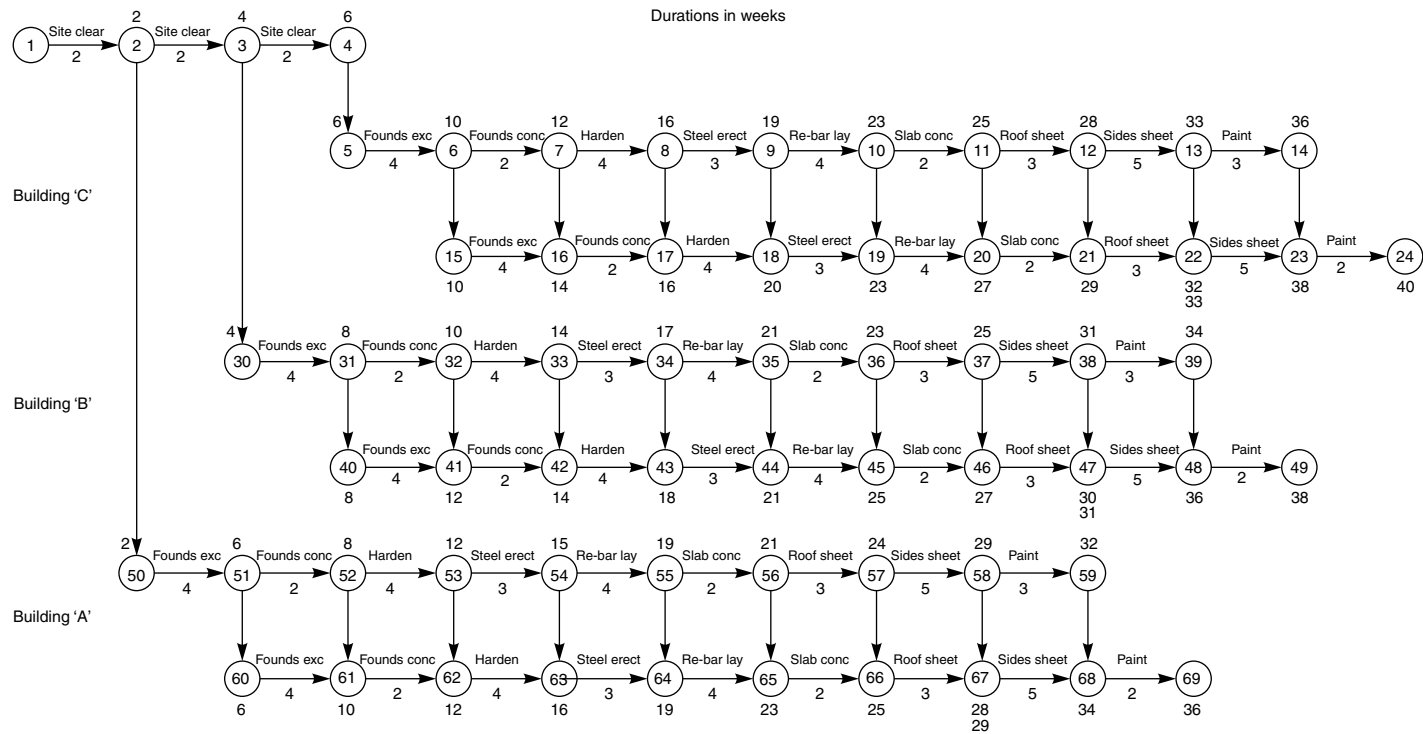 Durations in weeks
2 4 6
1 Site clear 2 Site clear 3 Site clear 4
2 2 2
6 10 12 16 19 23 25 28 33 36
5 Founds exc 6 Founds conc 7 Harden 8 Steel erect 9 Re-bar lay 10 Slab conc 11 Roof sheet 12 Sides sheet 13 Paint 14
4 2 4 3 4 2 3 5 3
Building ‘C’
15 Founds exc 16 Founds conc 17 Harden 18 Steel erect 19 Re-bar lay 20 Slab conc 21 Roof sheet 22 Sides sheet 23 Paint 24
4 2 4 3 4 2 3 5 2
10 14 16 20 23 27 29 32 38 40
33
4 8 10 14 17 21 23 25 31 34
30 Founds exc 31 Founds conc 32 Harden 33 Steel erect 34 Re-bar lay 35 Slab conc 36 Roof sheet 37 Sides sheet 38 Paint 39
4 2 4 3 4 2 3 5 3
Building ‘B’
40 Founds exc 41 Founds conc 42 Harden 43 Steel erect 44 Re-bar lay 45 Slab conc 46 Roof sheet 47 Sides sheet 48 Paint 49
4 2 4 3 4 2 3 5 2
8 12 14 18 21 25 27 30 36 38
31
2 6 8 12 15 19 21 24 29 32
50 Founds exc 51 Founds conc 52 Harden 53 Steel erect 54 Re-bar lay 55 Slab conc 56 Roof sheet 57 Sides sheet 58 Paint 59
4 2 4 3 4 2 3 5 3
Building ‘A’
60 Founds exc 61 Founds conc 62 Harden 63 Steel erect 64 Re-bar lay 65 Slab conc 66 Roof sheet 67 Sides sheet 68 Paint 69
4 2 4 3 4 2 3 5 2
6 10 12 16 19 23 25 28 34 36
29